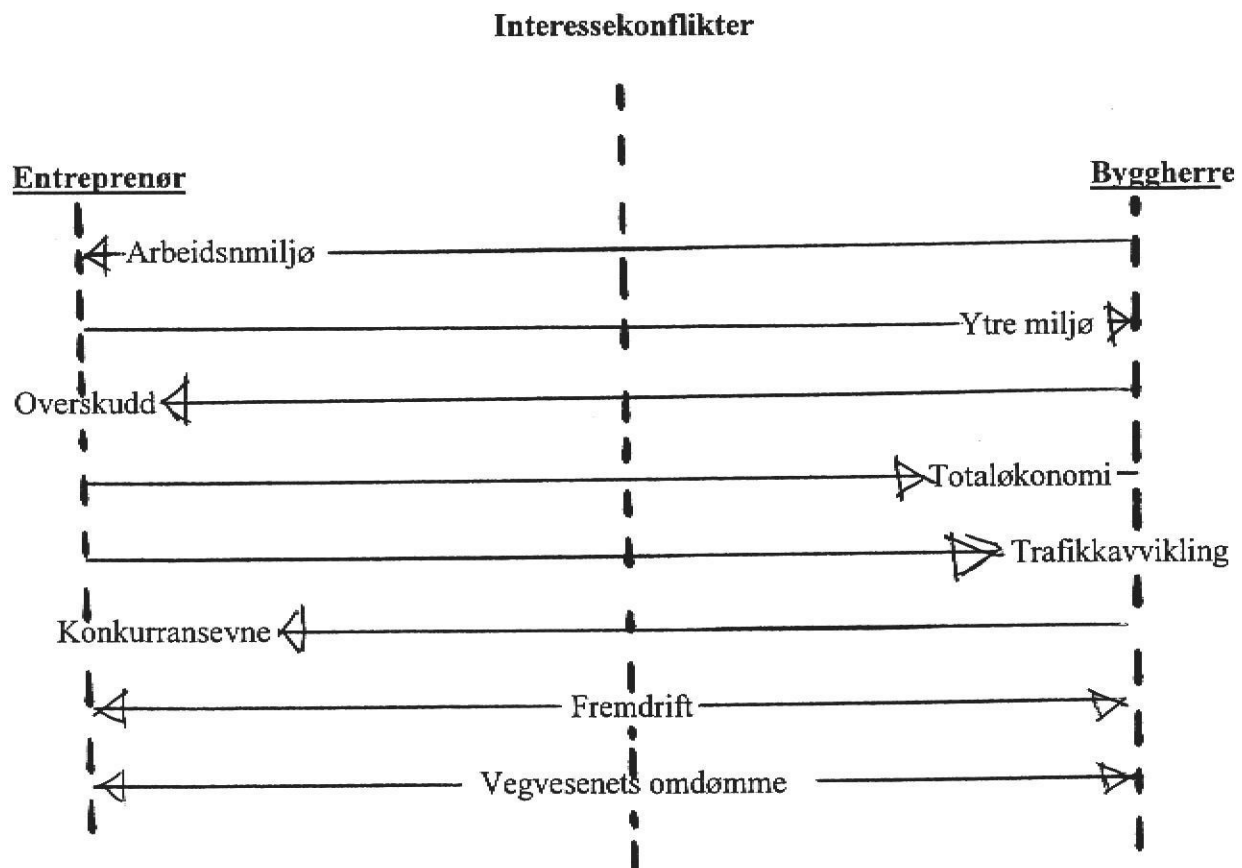 Interessekonflikter
Entreprenør
Byggherre
Arbeidsnmiljø
Ytre miljø
Overskudd
Totaløkonomi
Trafikkavvikling
Konkurransevne
Fremdrift
Vegvesenets omdømme